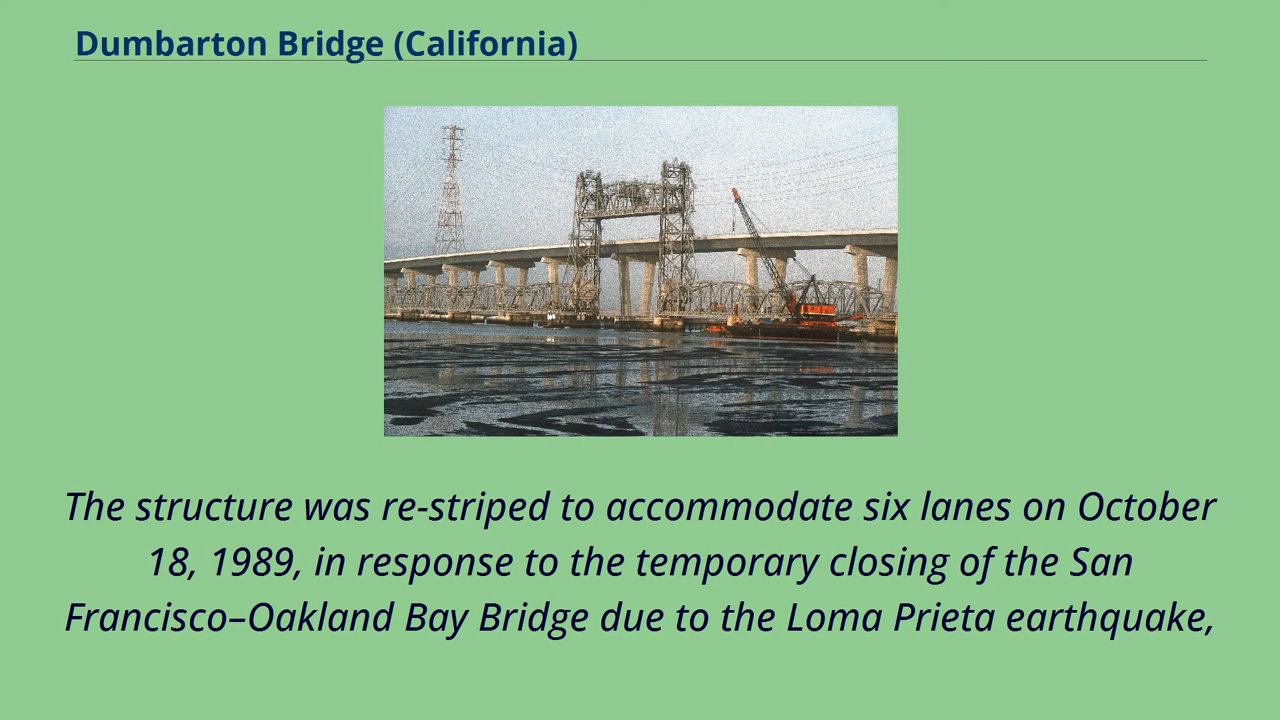 Dumbarton Bridge (California)
The structure was re-striped to accommodate six lanes on October
18, 1989, in response to the temporary closing of the San
Francisco–Oakland Bay Bridge due to the Loma Prieta earthquake,